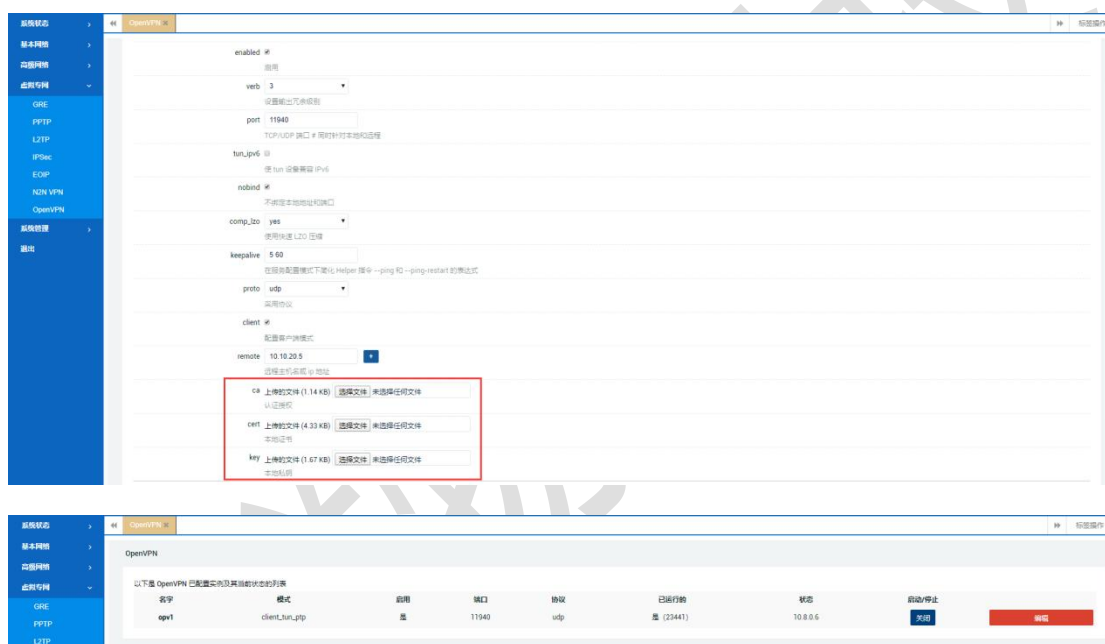 系统状态
OpenVPN
标签操作
基本网络
高级网络
虚拟专网
GRE
PPTP
L2TP
IPSec
EOIP
N2N VPN
OpenVPN
系统管理
退出
enabled
启用
verb 3
设置输出冗余级别
port 11940
TCP/UDP 端口 # 同时针对本地和远程
tun_ipv6
使 tun 设备兼容 IPv6
nobind
不绑定本地地址和端口
comp_lzo yes
使用快速 LZO 压缩
keepalive 5 60
在服务配置模式下简化 Helper 指令 --ping 和 --ping-restart 的表达式
proto udp
采用协议
client
配置客户端模式
remote 10.10.20.5 +
远程主机名或 ip 地址
ca 上传的文件 (1.14 KB) 选择文件 未选择任何文件
认证授权
cert 上传的文件 (4.33 KB) 选择文件 未选择任何文件
本地证书
key 上传的文件 (1.67 KB) 选择文件 未选择任何文件
本地私钥
系统状态
OpenVPN
标签操作
基本网络
高级网络
虚拟专网
GRE
PPTP
L2TP
OpenVPN
以下是 OpenVPN 已配置实例及其当前状态的列表
名字 模式 启用 端口 协议 已运行的 状态 启动/停止
opv1 client_tun_ptp 是 11940 udp 是 (23441) 10.8.0.6 关闭 编辑